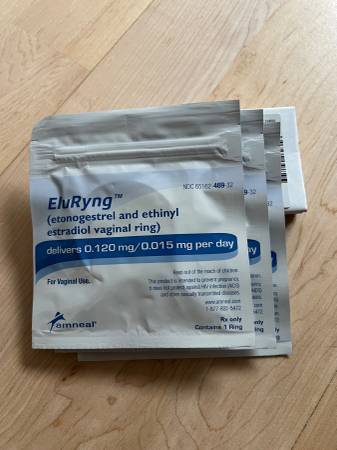 EluRyng™
NDC 65162-469-32
(etonogestrel and ethinyl
estradiol vaginal ring)
delivers 0.120 mg/0.015 mg per day
Keep out of the reach of children.
For Vaginal Use.
This product is intended to prevent pregnancy.
It does not protect against HIV infection (AIDS)
and other sexually transmitted diseases.
www.amneal.com
Rx only
Contains 1 Ring
amneal